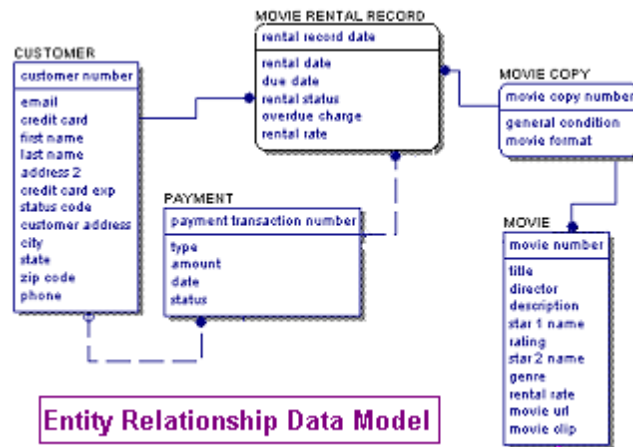 MOVIE RENTAL RECORD
rental record date
rental date
due date
rental status
overdue charge
rental rate
CUSTOMER
customer number
email
credit card
first name
last name
address 2
credit card exp
status code
customer address
city
state
zip code
phone
MOVIE COPY
movie copy number
general condition
movie format
PAYMENT
payment transaction number
type
amount
date
status
MOVIE
movie number
title
director
description
star 1 name
rating
star 2 name
genre
rental rate
movie url
movie clip
Entity Relationship Data Model